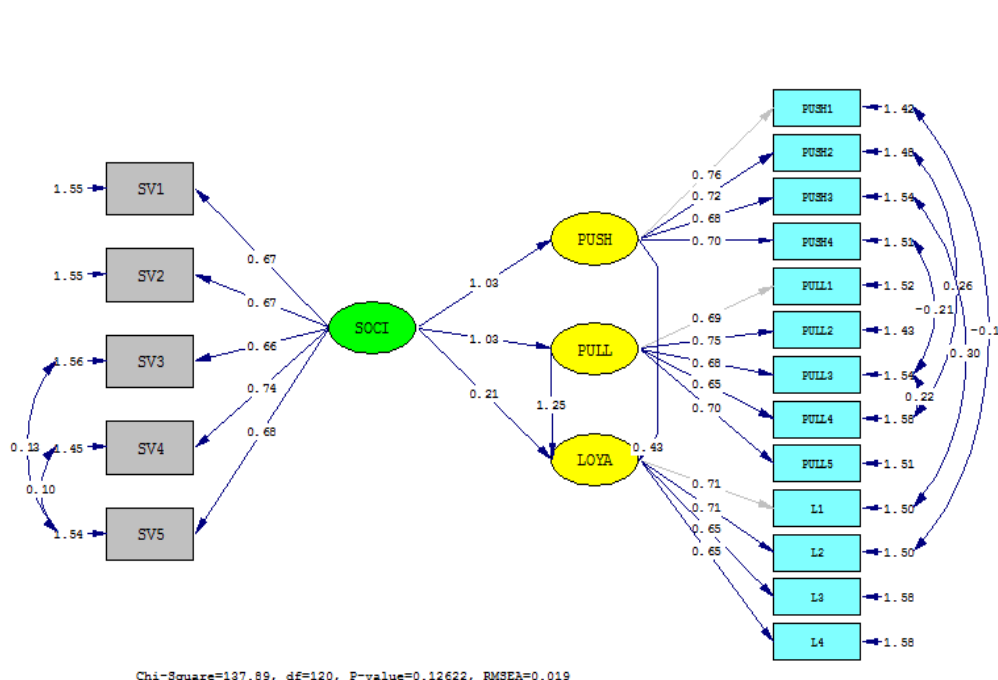 1.55 SV1
1.55 SV2
1.56 SV3
1.45 SV4
1.54 SV5
0.13
0.10
0.67
0.67
0.66
0.74
0.68
SOCI
1.03
1.03
0.21
PUSH
PULL
LOYA
1.25
0.43
0.76
0.72
0.68
0.70
0.69
0.75
0.68
0.65
0.70
0.71
0.71
0.65
0.65
PUSH1 1.42
PUSH2
PUSH3 1.54
PUSH4 1.51
PULL1 1.52
PULL2 1.43
PULL3 1.54
PULL4
PULL5 1.51
L1 1.50
L2 1.50
L3 1.58
L4 1.58
0.26
-0.21
-0.1
0.30
0.22
Chi-Square=137.89, df=120, P-value=0.12622, RMSEA=0.019